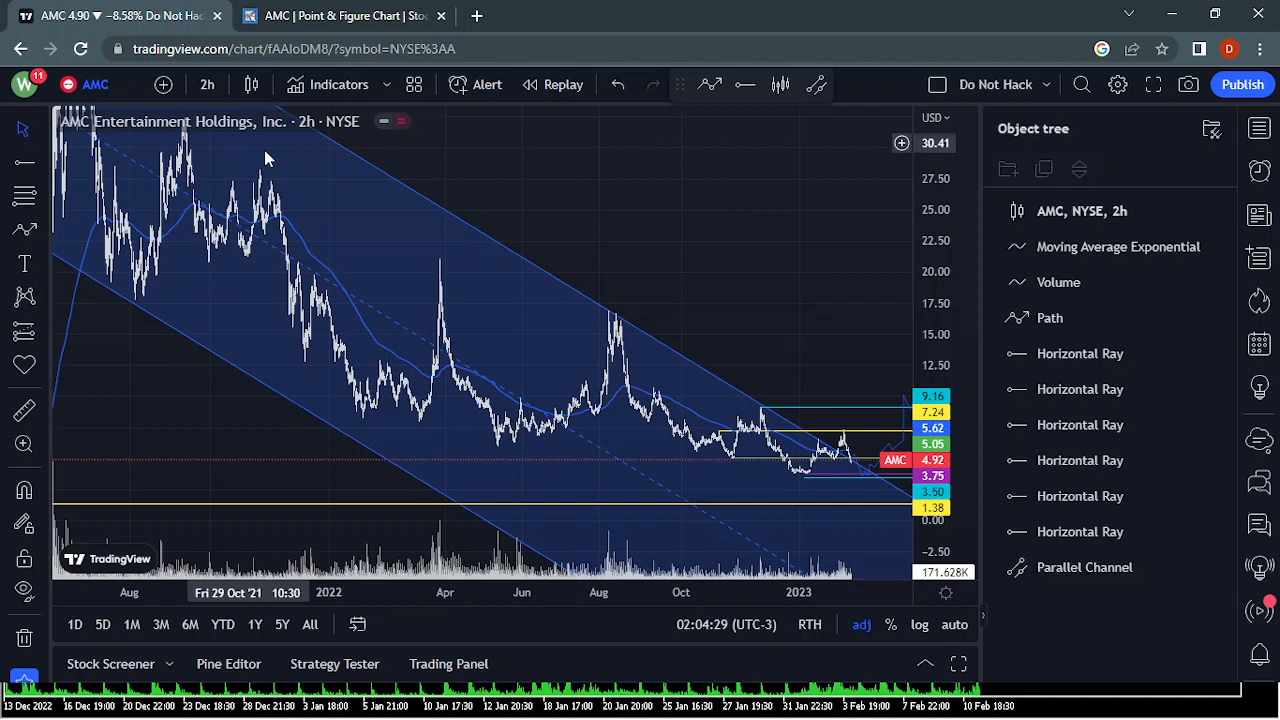 AMC 4.90 ▼ −8.58% Do Not Hac
AMC | Point & Figure Chart | Stoc
tradingview.com/chart/fAAIoDM8/?symbol=NYSE%3AA
D
W 11 AMC 2h Indicators Alert Replay Do Not Hack Publish
AMC Entertainment Holdings, Inc. · 2h · NYSE
USD
30.41
27.50
25.00
22.50
20.00
17.50
15.00
12.50
9.16
7.24
5.62
5.05
AMC 4.92
3.75
3.50
1.38
0.00
−2.50
171.628K
TradingView
Aug Fri 29 Oct '21 10:30 2022 Apr Jun Aug Oct 2023
1D 5D 1M 3M 6M YTD 1Y 5Y All 02:04:29 (UTC-3) RTH adj % log auto
Stock Screener Pine Editor Strategy Tester Trading Panel
Object tree
AMC, NYSE, 2h
Moving Average Exponential
Volume
Path
Horizontal Ray
Horizontal Ray
Horizontal Ray
Horizontal Ray
Horizontal Ray
Horizontal Ray
Parallel Channel
13 Dec 2022 16 Dec 19:00 20 Dec 22:00 23 Dec 18:30 28 Dec 21:30 3 Jan 18:00 5 Jan 21:00 10 Jan 17:30 12 Jan 20:30 18 Jan 17:00 20 Jan 20:00 25 Jan 16:30 27 Jan 19:30 31 Jan 22:30 3 Feb 19:00 7 Feb 22:00 10 Feb 18:30